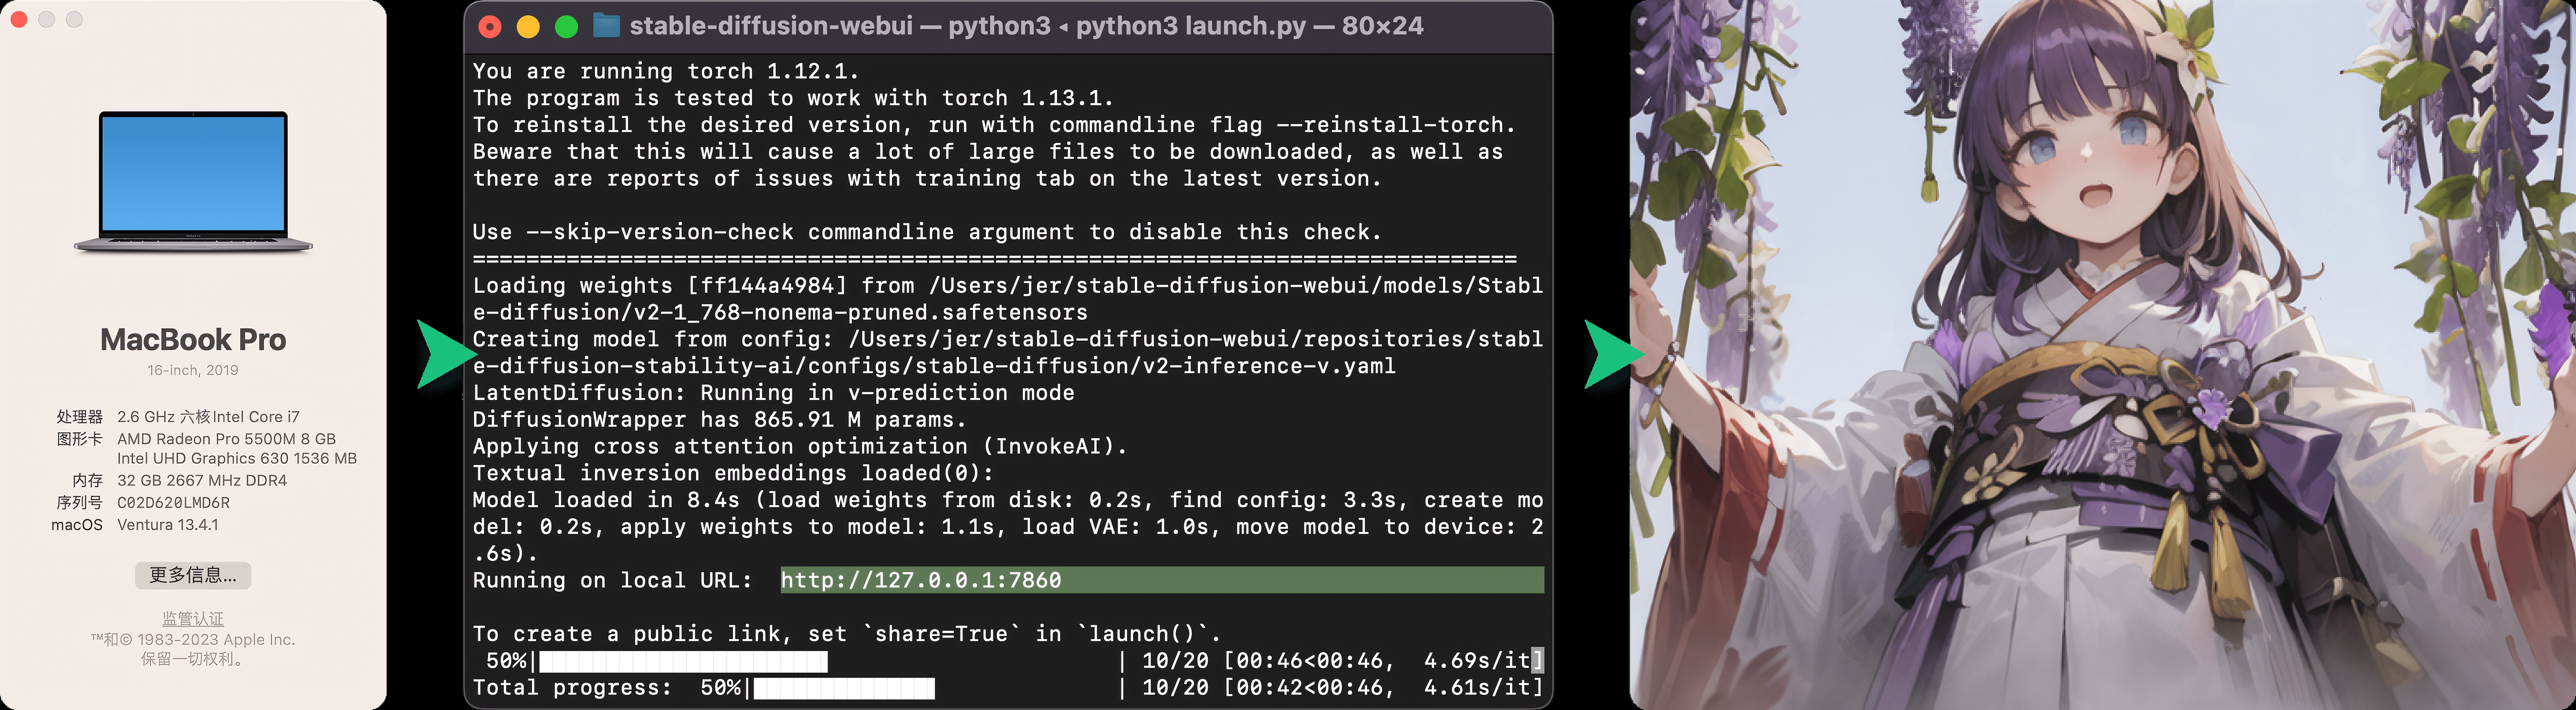 MacBook Pro
16-inch, 2019
处理器 2.6 GHz 六核Intel Core i7
图形卡 AMD Radeon Pro 5500M 8 GB
Intel UHD Graphics 630 1536 MB
内存 32 GB 2667 MHz DDR4
序列号 C02D620LMD6R
macOS Ventura 13.4.1
更多信息...
监管认证
™和© 1983-2023 Apple Inc.
保留一切权利。
stable-diffusion-webui — python3 ◂ python3 launch.py — 80×24
You are running torch 1.12.1.
The program is tested to work with torch 1.13.1.
To reinstall the desired version, run with commandline flag --reinstall-torch.
Beware that this will cause a lot of large files to be downloaded, as well as
there are reports of issues with training tab on the latest version.
Use --skip-version-check commandline argument to disable this check.
==============================================================================
Loading weights [ff144a4984] from /Users/jer/stable-diffusion-webui/models/Stabl
e-diffusion/v2-1_768-nonema-pruned.safetensors
Creating model from config: /Users/jer/stable-diffusion-webui/repositories/stabl
e-diffusion-stability-ai/configs/stable-diffusion/v2-inference-v.yaml
LatentDiffusion: Running in v-prediction mode
DiffusionWrapper has 865.91 M params.
Applying cross attention optimization (InvokeAI).
Textual inversion embeddings loaded(0):
Model loaded in 8.4s (load weights from disk: 0.2s, find config: 3.3s, create mo
del: 0.2s, apply weights to model: 1.1s, load VAE: 1.0s, move model to device: 2
.6s).
Running on local URL:  http://127.0.0.1:7860
To create a public link, set `share=True` in `launch()`.
50%| | 10/20 [00:46<00:46,  4.69s/it]
Total progress:  50%| | 10/20 [00:42<00:46,  4.61s/it]